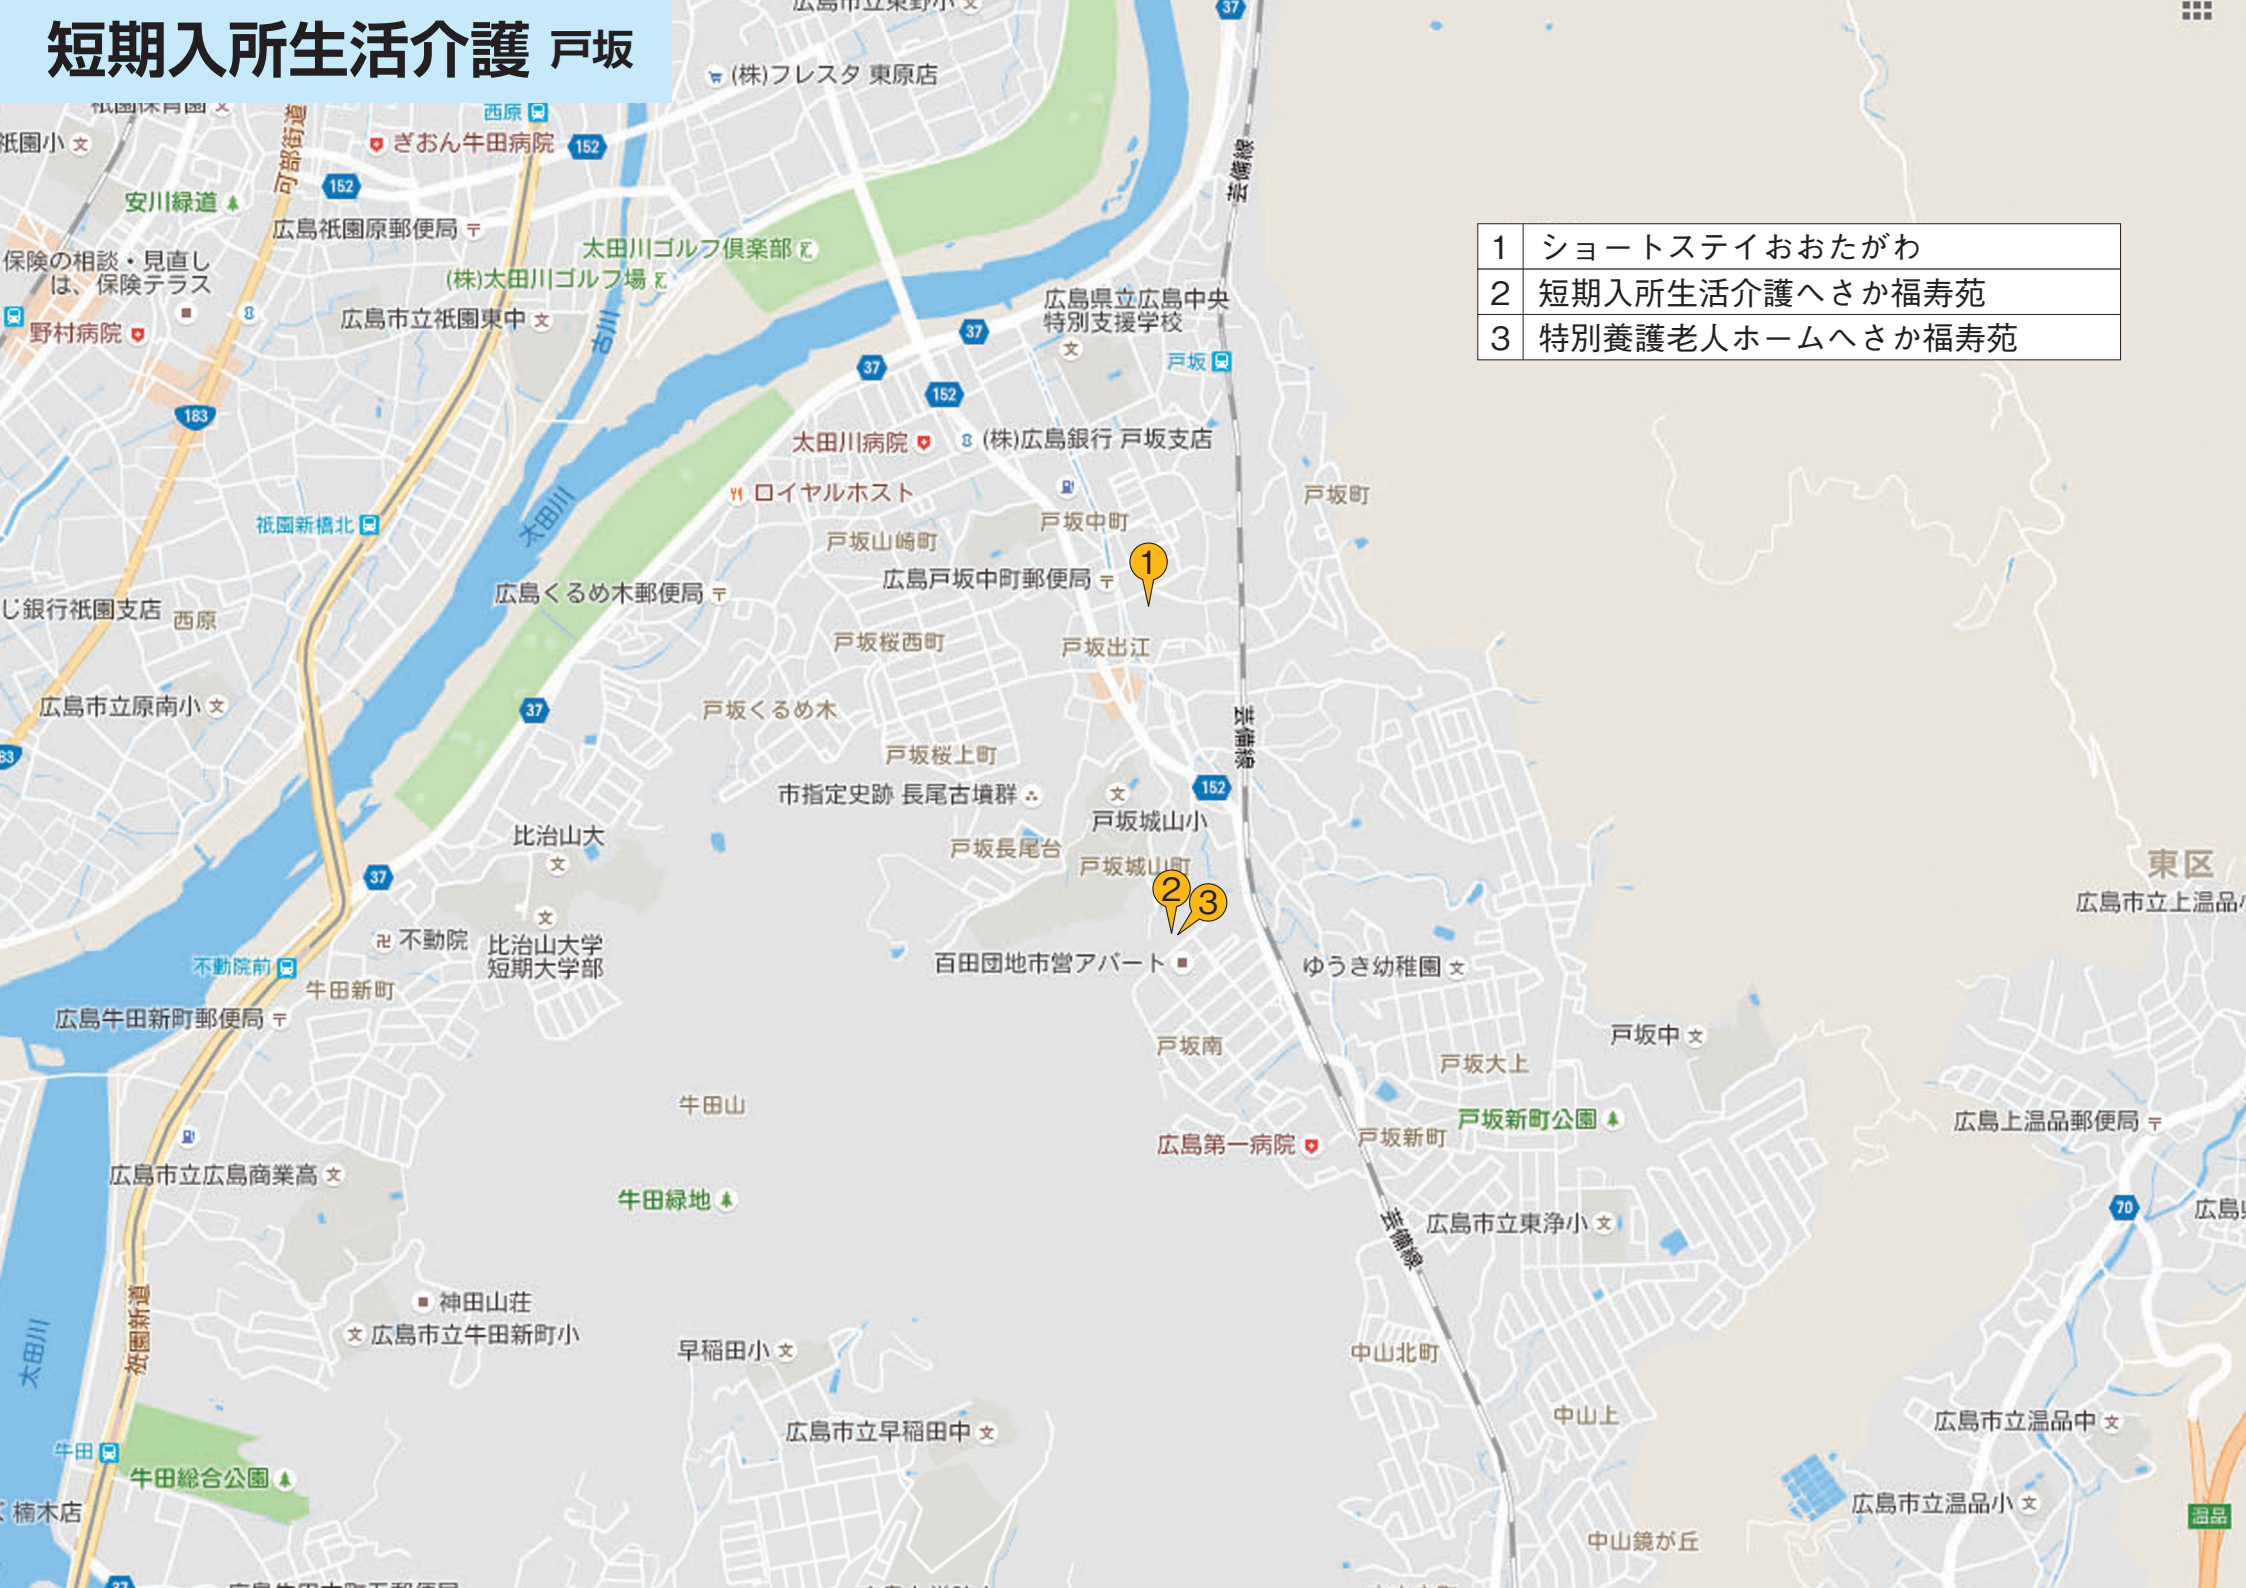 短期入所生活介護 戸坂
(株)フレスタ 東原店
37
西原
ぎおん牛田病院
152
祇園小
可部街道
152
安川緑道
芸備線
広島祇園原郵便局
太田川ゴルフ倶楽部
(株)太田川ゴルフ場
保険の相談・見直し
は、保険テラス
野村病院
広島市立祇園東中
古川
広島県立広島中央
特別支援学校
戸坂
37
37
152
183
1 ショートステイおおたがわ
2 短期入所生活介護へさか福寿苑
3 特別養護老人ホームへさか福寿苑
太田川病院
(株)広島銀行 戸坂支店
ロイヤルホスト
戸坂町
太田川
祇園新橋北
戸坂中町
戸坂山崎町
1
広島戸坂中町郵便局
広島くるめ木郵便局
じ銀行祇園支店
西原
戸坂桜西町
戸坂出江
広島市立原南小
37
戸坂くるめ木
芸備線
戸坂桜上町
市指定史跡 長尾古墳群
152
戸坂城山小
比治山大
戸坂長尾台
戸坂城山町
東区
広島市立上温品小
37
2
3
不動院
比治山大学
短期大学部
不動院前
牛田新町
百田団地市営アパート
ゆうき幼稚園
広島牛田新町郵便局
戸坂中
戸坂南
戸坂大上
牛田山
戸坂新町公園
広島上温品郵便局
広島第一病院
戸坂新町
広島市立広島商業高
牛田緑地
芸備線
広島市立東浄小
70
祇園新道
神田山荘
広島市立牛田新町小
太田川
早稲田小
中山北町
中山上
広島市立早稲田中
広島市立温品中
牛田
牛田総合公園
楠木店
広島市立温品小
温品
中山鏡が丘
37